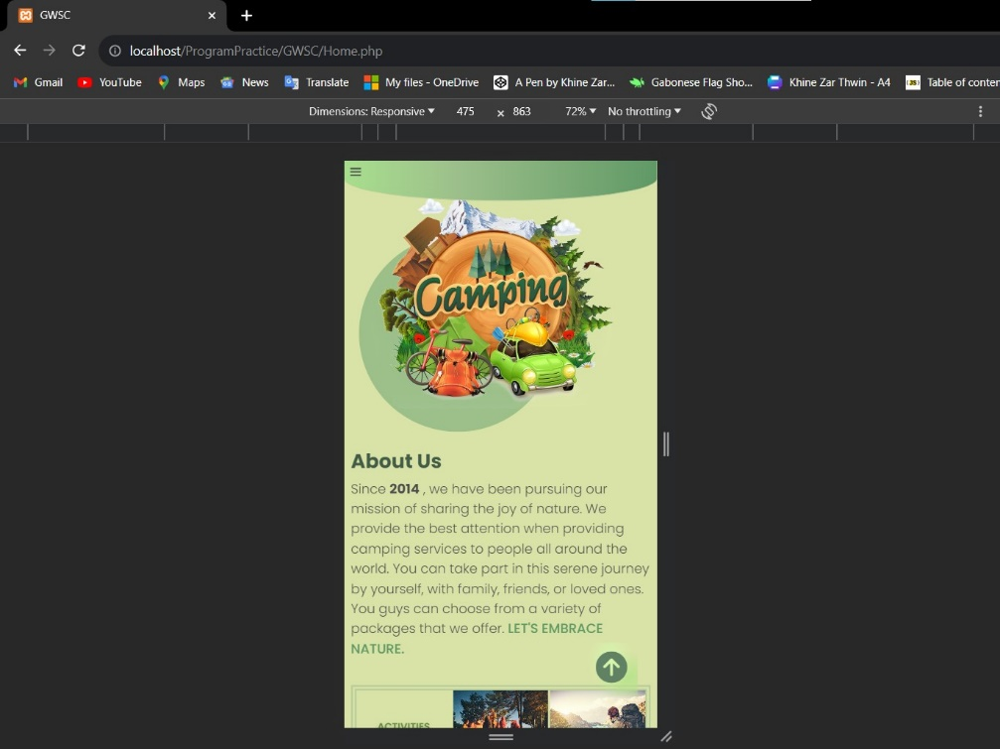 GWSC
localhost/ProgramPractice/GWSC/Home.php
Gmail YouTube Maps News Translate My files - OneDrive A Pen by Khine Zar... Gabonese Flag Sho... Khine Zar Thwin - A4 Table of conten
Dimensions: Responsive 475 × 863 72% No throttling
Camping
About Us
Since 2014 , we have been pursuing our
mission of sharing the joy of nature. We
provide the best attention when providing
camping services to people all around the
world. You can take part in this serene journey
by yourself, with family, friends, or loved ones.
You guys can choose from a variety of
packages that we offer. LET'S EMBRACE
NATURE.
ACTIVITIES